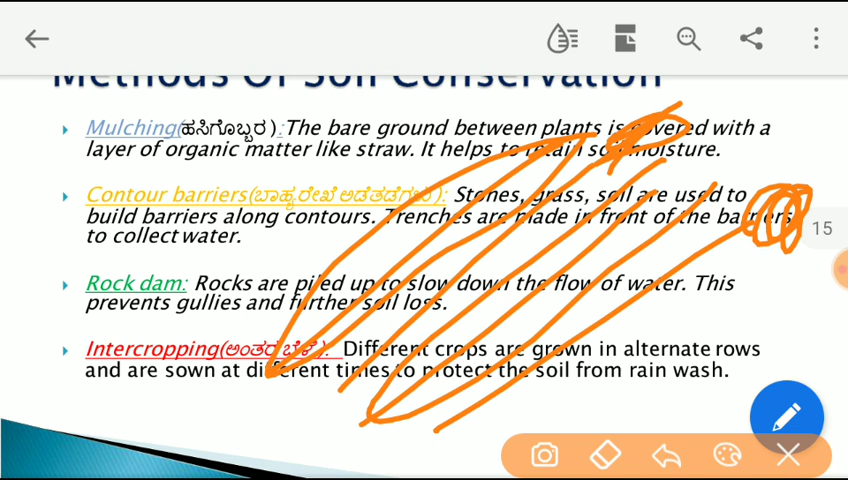 Methods Of Soil Conservation
Mulching(ಹಸಿಗೊಬ್ಬರ):The bare ground between plants is covered with a
layer of organic matter like straw. It helps to retain soil moisture.
Contour barriers(ಬಾಹ್ಯರೇಖೆ ಅಡೆತಡೆಗಳು): Stones, grass, soil are used to
build barriers along contours. Trenches are made in front of the barriers
to collect water.
15
Rock dam: Rocks are piled up to slow down the flow of water. This
prevents gullies and further soil loss.
Intercropping(ಅಂತರ ಬೆಳೆ): Different crops are grown in alternate rows
and are sown at different times to protect the soil from rain wash.